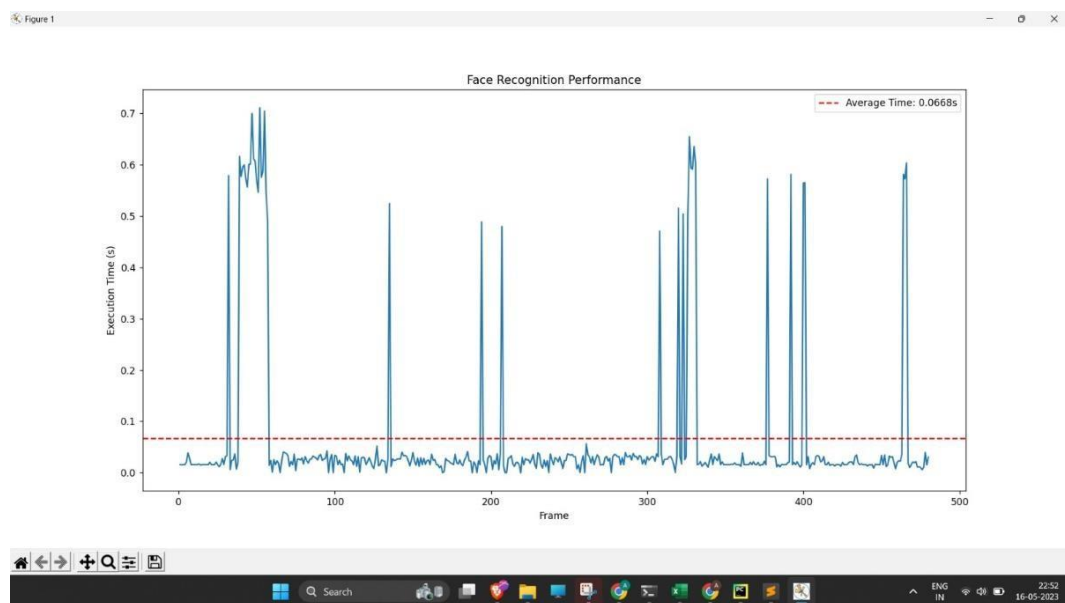 Figure 1
Face Recognition Performance
Average Time: 0.0668s
Execution Time (s)
0.7
0.6
0.5
0.4
0.3
0.2
0.1
0.0
0 100 200 300 400 500
Frame
Search
ENG
IN
22:52
16-05-2023